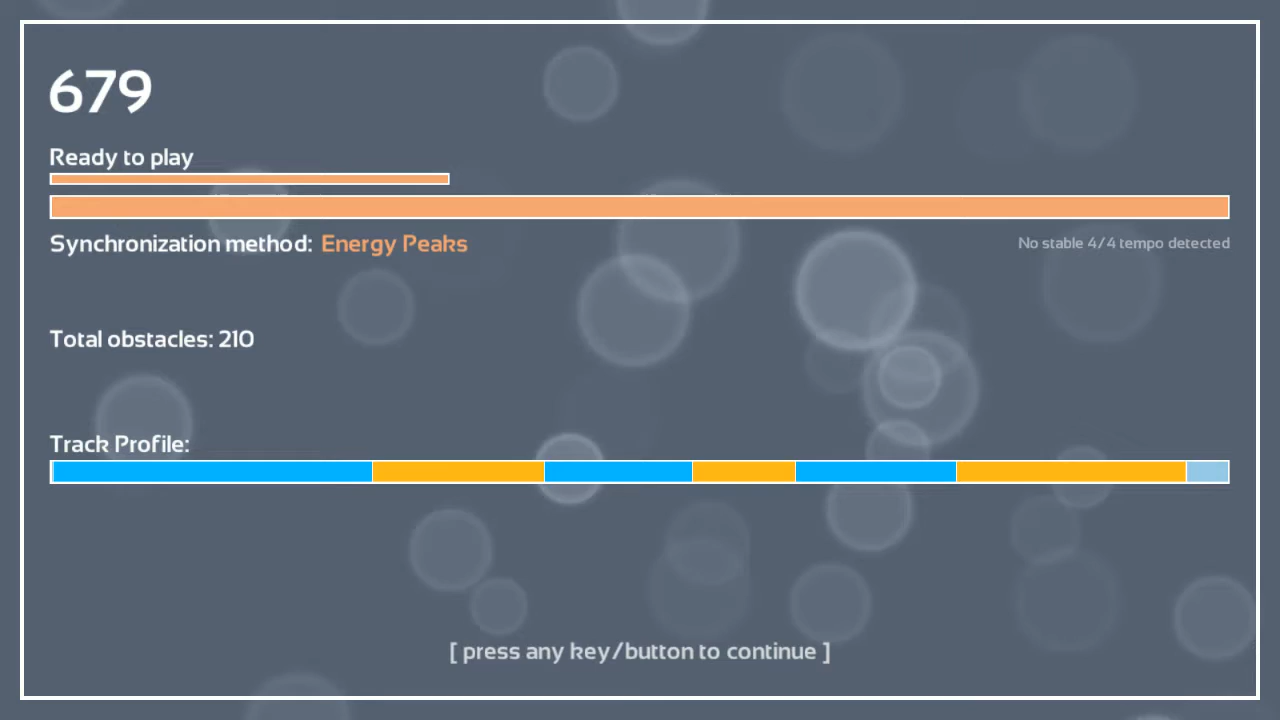 679
Ready to play
Synchronization method: Energy Peaks
No stable 4/4 tempo detected
Total obstacles: 210
Track Profile:
[ press any key/button to continue ]